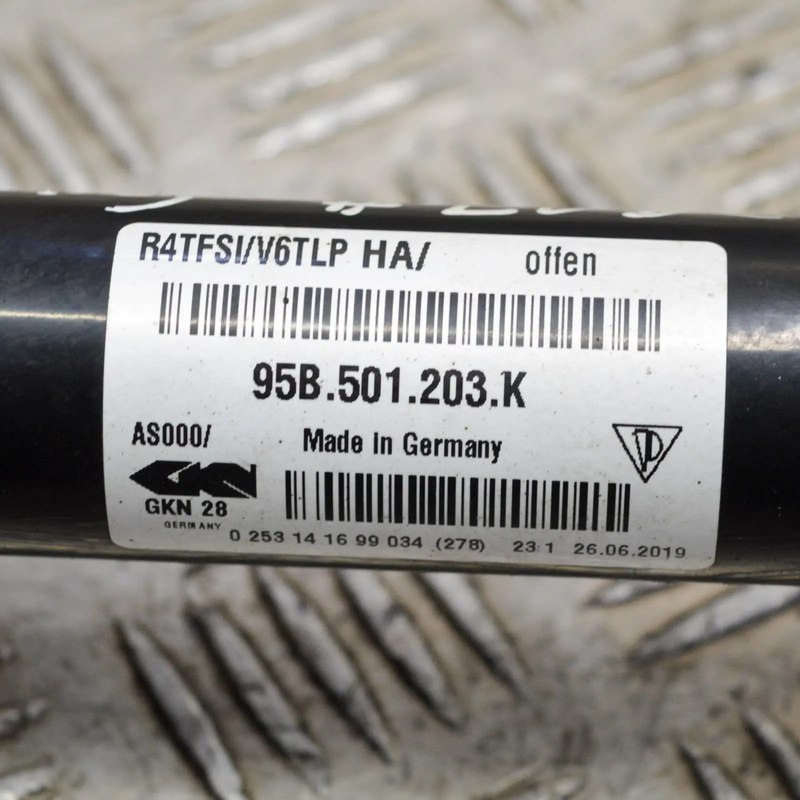 R4TFSI/V6TLP HA/ offen
95B.501.203.K
AS000/ Made in Germany
GKN
GKN 28
GERMANY
0 253 14 16 99 034 (278) 23 1 26.06.2019